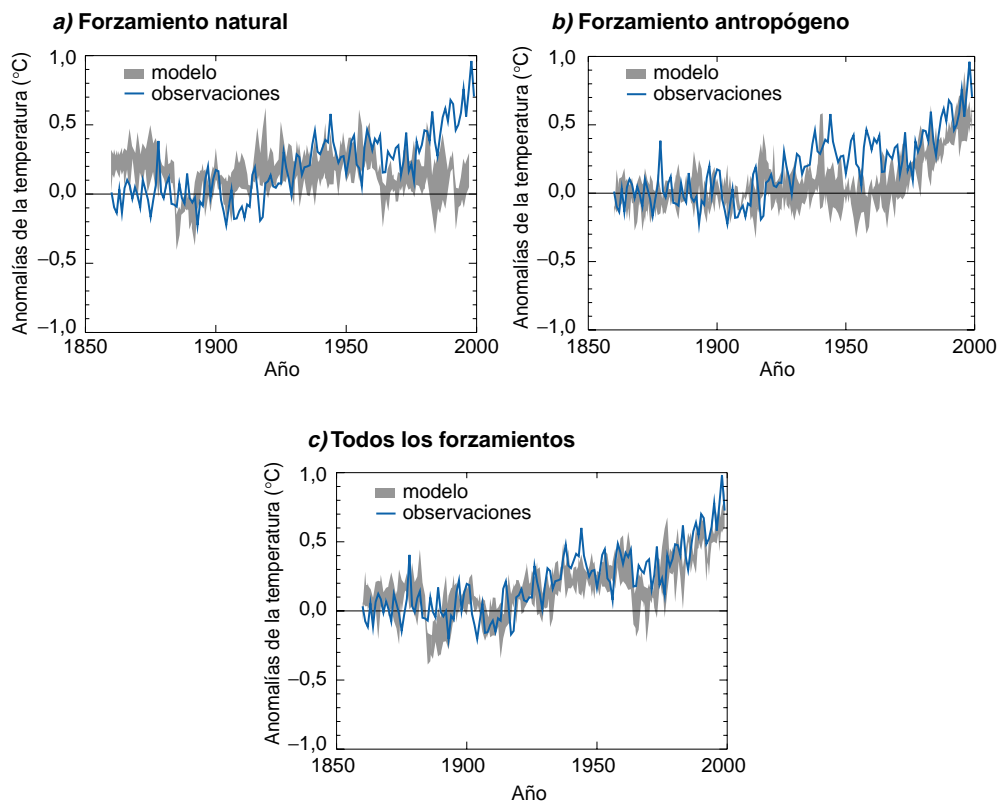 a) Forzamiento natural
Anomalías de la temperatura (°C)
1,0
0,5
0,0
–0,5
–1,0
modelo
observaciones
1850
1900
1950
2000
Año
b) Forzamiento antropógeno
Anomalías de la temperatura (°C)
1,0
0,5
0,0
–0,5
–1,0
modelo
observaciones
1850
1900
1950
2000
Año
c) Todos los forzamientos
Anomalías de la temperatura (°C)
1,0
0,5
0,0
–0,5
–1,0
modelo
observaciones
1850
1900
1950
2000
Año